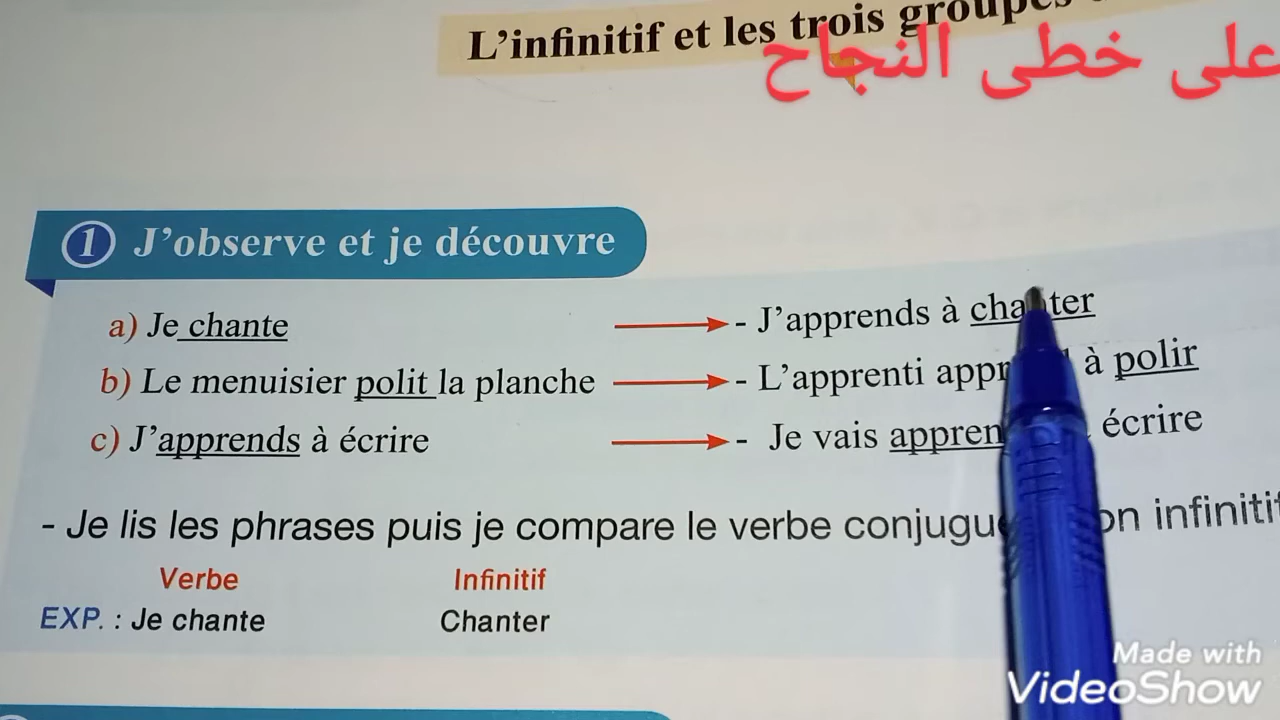 L'infinitif et les trois groupes
على خطى النجاح
1 J'observe et je découvre
a) Je chante - J'apprends à chanter
b) Le menuisier polit la planche - L'apprenti à polir
c) J'apprends à écrire - Je vais écrire
- Je lis les phrases puis je compare le verbe infinitif
Verbe Infinitif
EXP. : Je chante Chanter
Made with
VideoShow